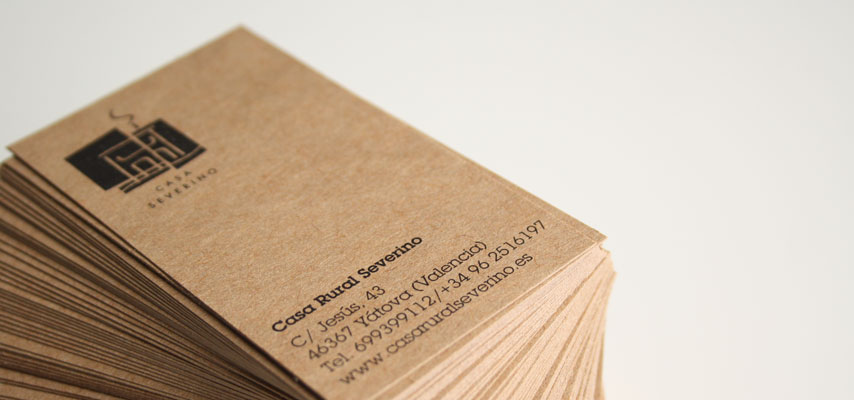 CASA
SEVERINO
Casa Rural Severino
C/ Jesús, 43
46367 Yátova (Valencia)
Tel. 699399112/+34 96 2516197
www.casaruralseverino.es